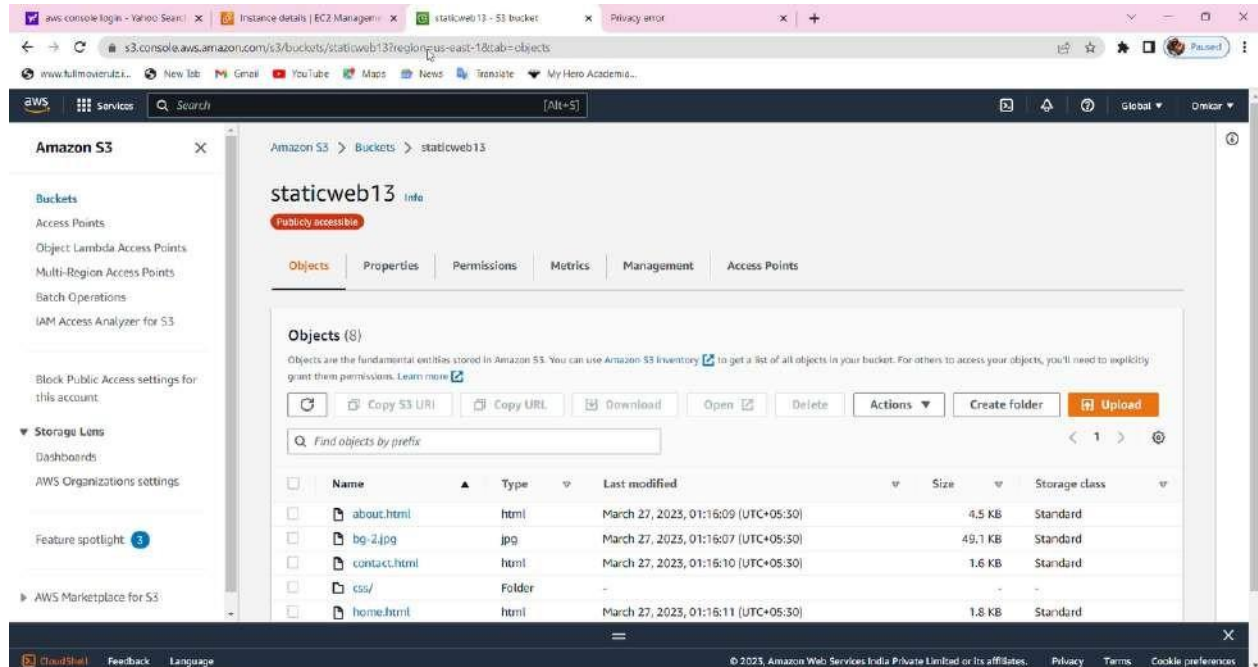 aws console login - Yahoo Searcl
Instance details | EC2 Managem
staticweb13 - S3 bucket
Privacy error
s3.console.aws.amazon.com/s3/buckets/staticweb13?region=us-east-1&tab=objects
Paused
New Tab
Gmail
YouTube
Maps
News
Translate
My Hero Academia...
aws
Services
Search
[Alt+S]
Global
Omkar
Amazon S3
Buckets
Access Points
Object Lambda Access Points
Multi-Region Access Points
Batch Operations
IAM Access Analyzer for S3
Block Public Access settings for
this account
Storage Lens
Dashboards
AWS Organizations settings
Feature spotlight 3
AWS Marketplace for S3
Amazon S3 > Buckets > staticweb13
staticweb13 Info
Publicly accessible
Objects Properties Permissions Metrics Management Access Points
Objects (8)
Objects are the fundamental entities stored in Amazon S3. You can use Amazon S3 inventory to get a list of all objects in your bucket. For others to access your objects, you'll need to explicitly
grant them permissions. Learn more
Copy S3 URI Copy URL Download Open Delete Actions Create folder Upload
Find objects by prefix
1
Name Type Last modified Size Storage class
about.html html March 27, 2023, 01:16:09 (UTC+05:30) 4.5 KB Standard
bg-2.jpg jpg March 27, 2023, 01:16:07 (UTC+05:30) 49.1 KB Standard
contact.html html March 27, 2023, 01:16:10 (UTC+05:30) 1.6 KB Standard
css/ Folder - - -
home.html html March 27, 2023, 01:16:11 (UTC+05:30) 1.8 KB Standard
CloudShell Feedback Language
© 2023, Amazon Web Services India Private Limited or its affiliates. Privacy Terms Cookie preferences